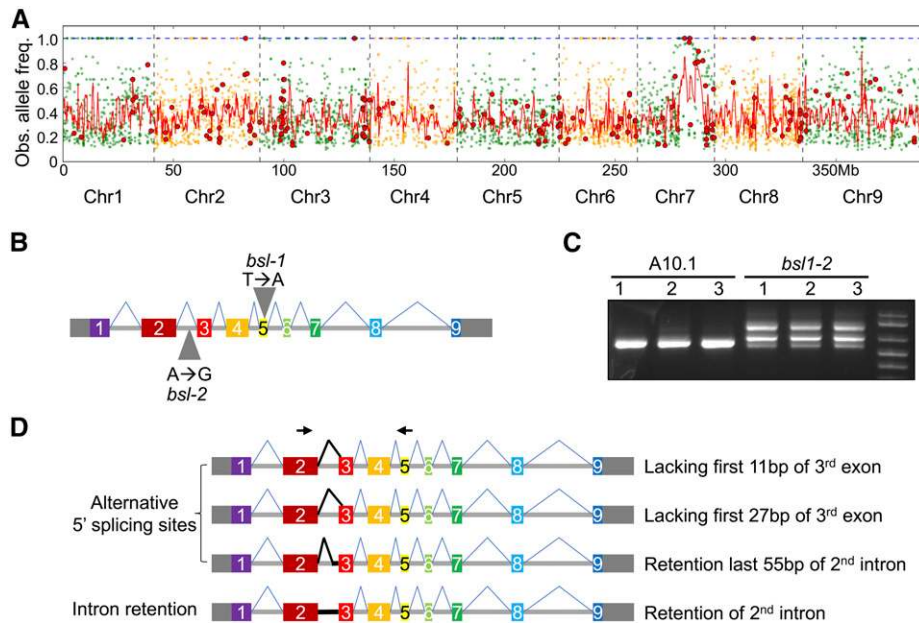 A
Obs. allele freq.
1.0
0.8
0.6
0.4
0.2
0
0 50 100 150 200 250 300 350Mb
Chr1 Chr2 Chr3 Chr4 Chr5 Chr6 Chr7 Chr8 Chr9
B
bsl-1
T→A
1 2 3 4 5 6 7 8 9
A→G
bsl-2
C
A10.1 bsl1-2
1 2 3 1 2 3
D
1 2 3 4 5 6 7 8 9 Lacking first 11bp of 3rd exon
Alternative
5' splicing sites
1 2 3 4 5 6 7 8 9 Lacking first 27bp of 3rd exon
1 2 3 4 5 6 7 8 9 Retention last 55bp of 2nd intron
Intron retention 1 2 3 4 5 6 7 8 9 Retention of 2nd intron